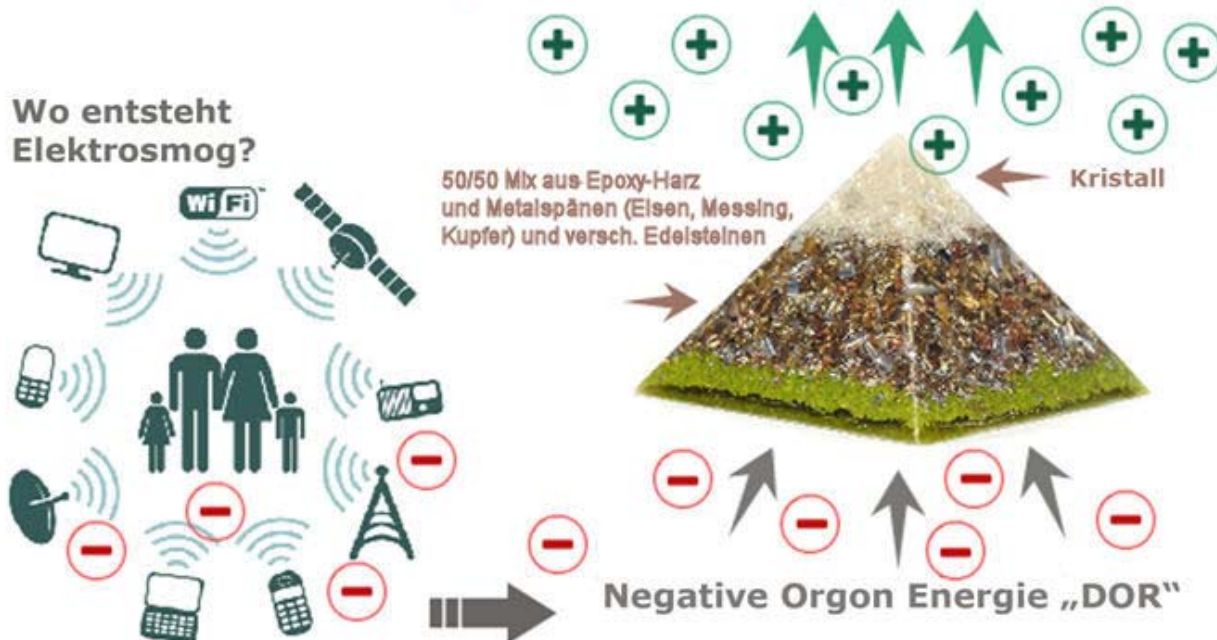 Wo entsteht
Elektrosmog?
WiFi
50/50 Mix aus Epoxy-Harz
und Metalspänen (Eisen, Messing,
Kupfer) und versch. Edelsteinen
Kristall
Negative Orgon Energie „DOR“